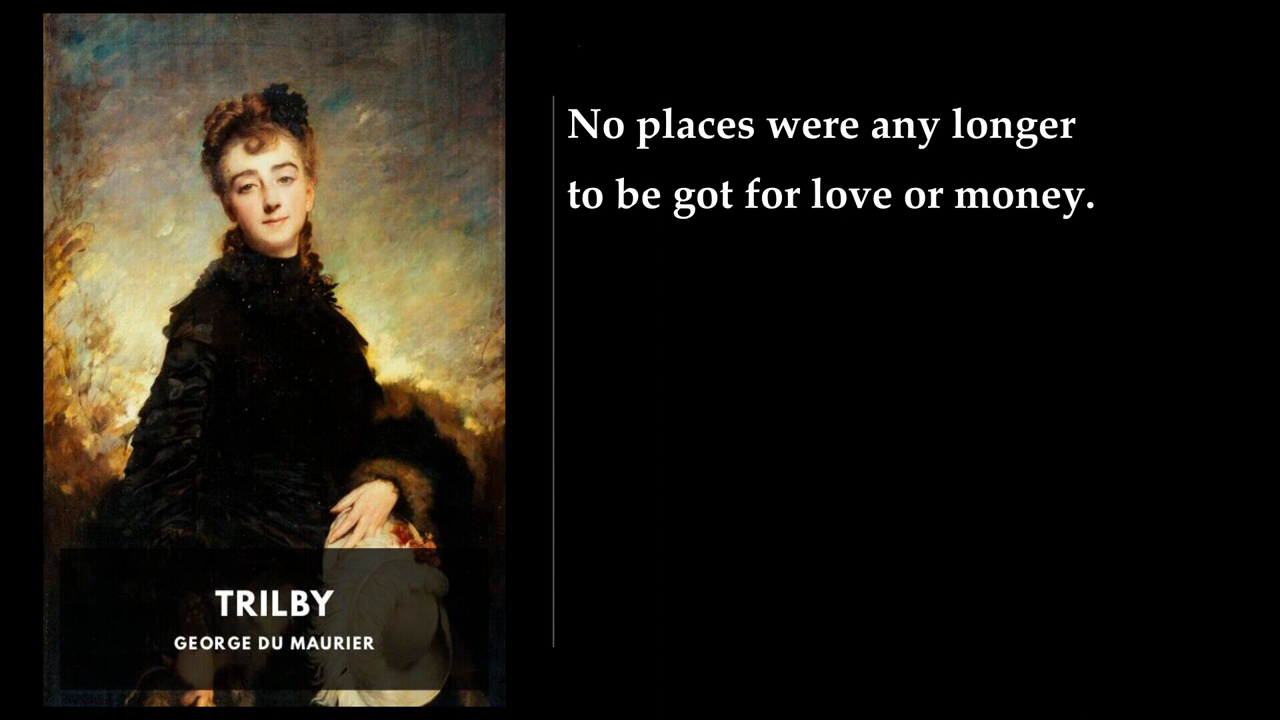 TRILBY
GEORGE DU MAURIER
No places were any longer
to be got for love or money.